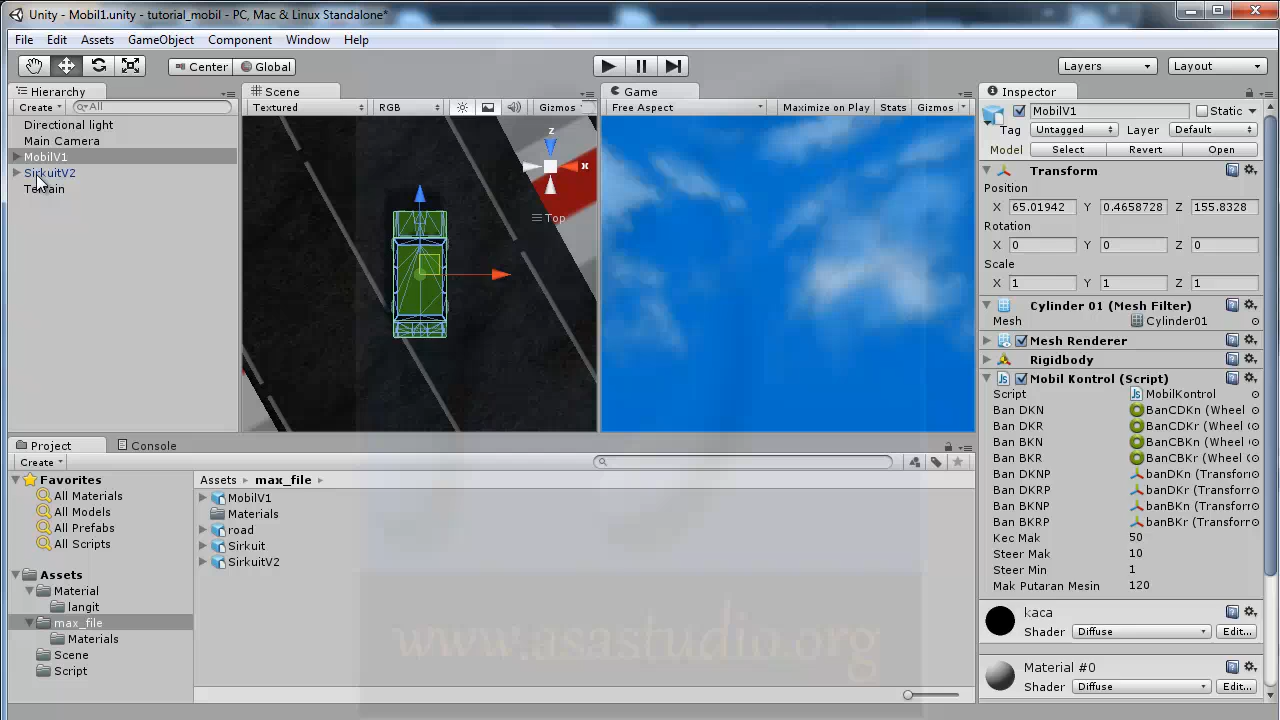 Unity - Mobil1.unity - tutorial_mobil - PC, Mac & Linux Standalone*
File Edit Assets GameObject Component Window Help
Center Global Layers Layout
Hierarchy
Create All
Directional light
Main Camera
MobilV1
SirkuitV2
Terrain
Scene
Textured RGB Gizmos
z
x
Top
Game
Free Aspect Maximize on Play Stats Gizmos
Inspector
MobilV1 Static
Tag Untagged Layer Default
Model Select Revert Open
Transform
Position
X 65.01942 Y 0.4658728 Z 155.8328
Rotation
X 0 Y 0 Z 0
Scale
X 1 Y 1 Z 1
Cylinder 01 (Mesh Filter)
Mesh Cylinder01
Mesh Renderer
Rigidbody
Mobil Kontrol (Script)
Script MobilKontrol
Ban DKN BanCDKn (Wheel
Ban DKR BanCDKr (Wheel
Ban BKN BanCBKn (Wheel
Ban BKR BanCBKr (Wheel
Ban DKNP banDKn (Transfor
Ban DKRP banDKr (Transfor
Ban BKNP banBKn (Transfor
Ban BKRP banBKr (Transfor
Kec Mak 50
Steer Mak 10
Steer Min 1
Mak Putaran Mesin 120
kaca
Shader Diffuse Edit...
Material #0
Shader Diffuse Edit...
Project Console
Create
Favorites
All Materials
All Models
All Prefabs
All Scripts
Assets
Material
langit
max_file
Materials
Scene
Script
Assets max_file
MobilV1
Materials
road
Sirkuit
SirkuitV2
www.asastudio.org